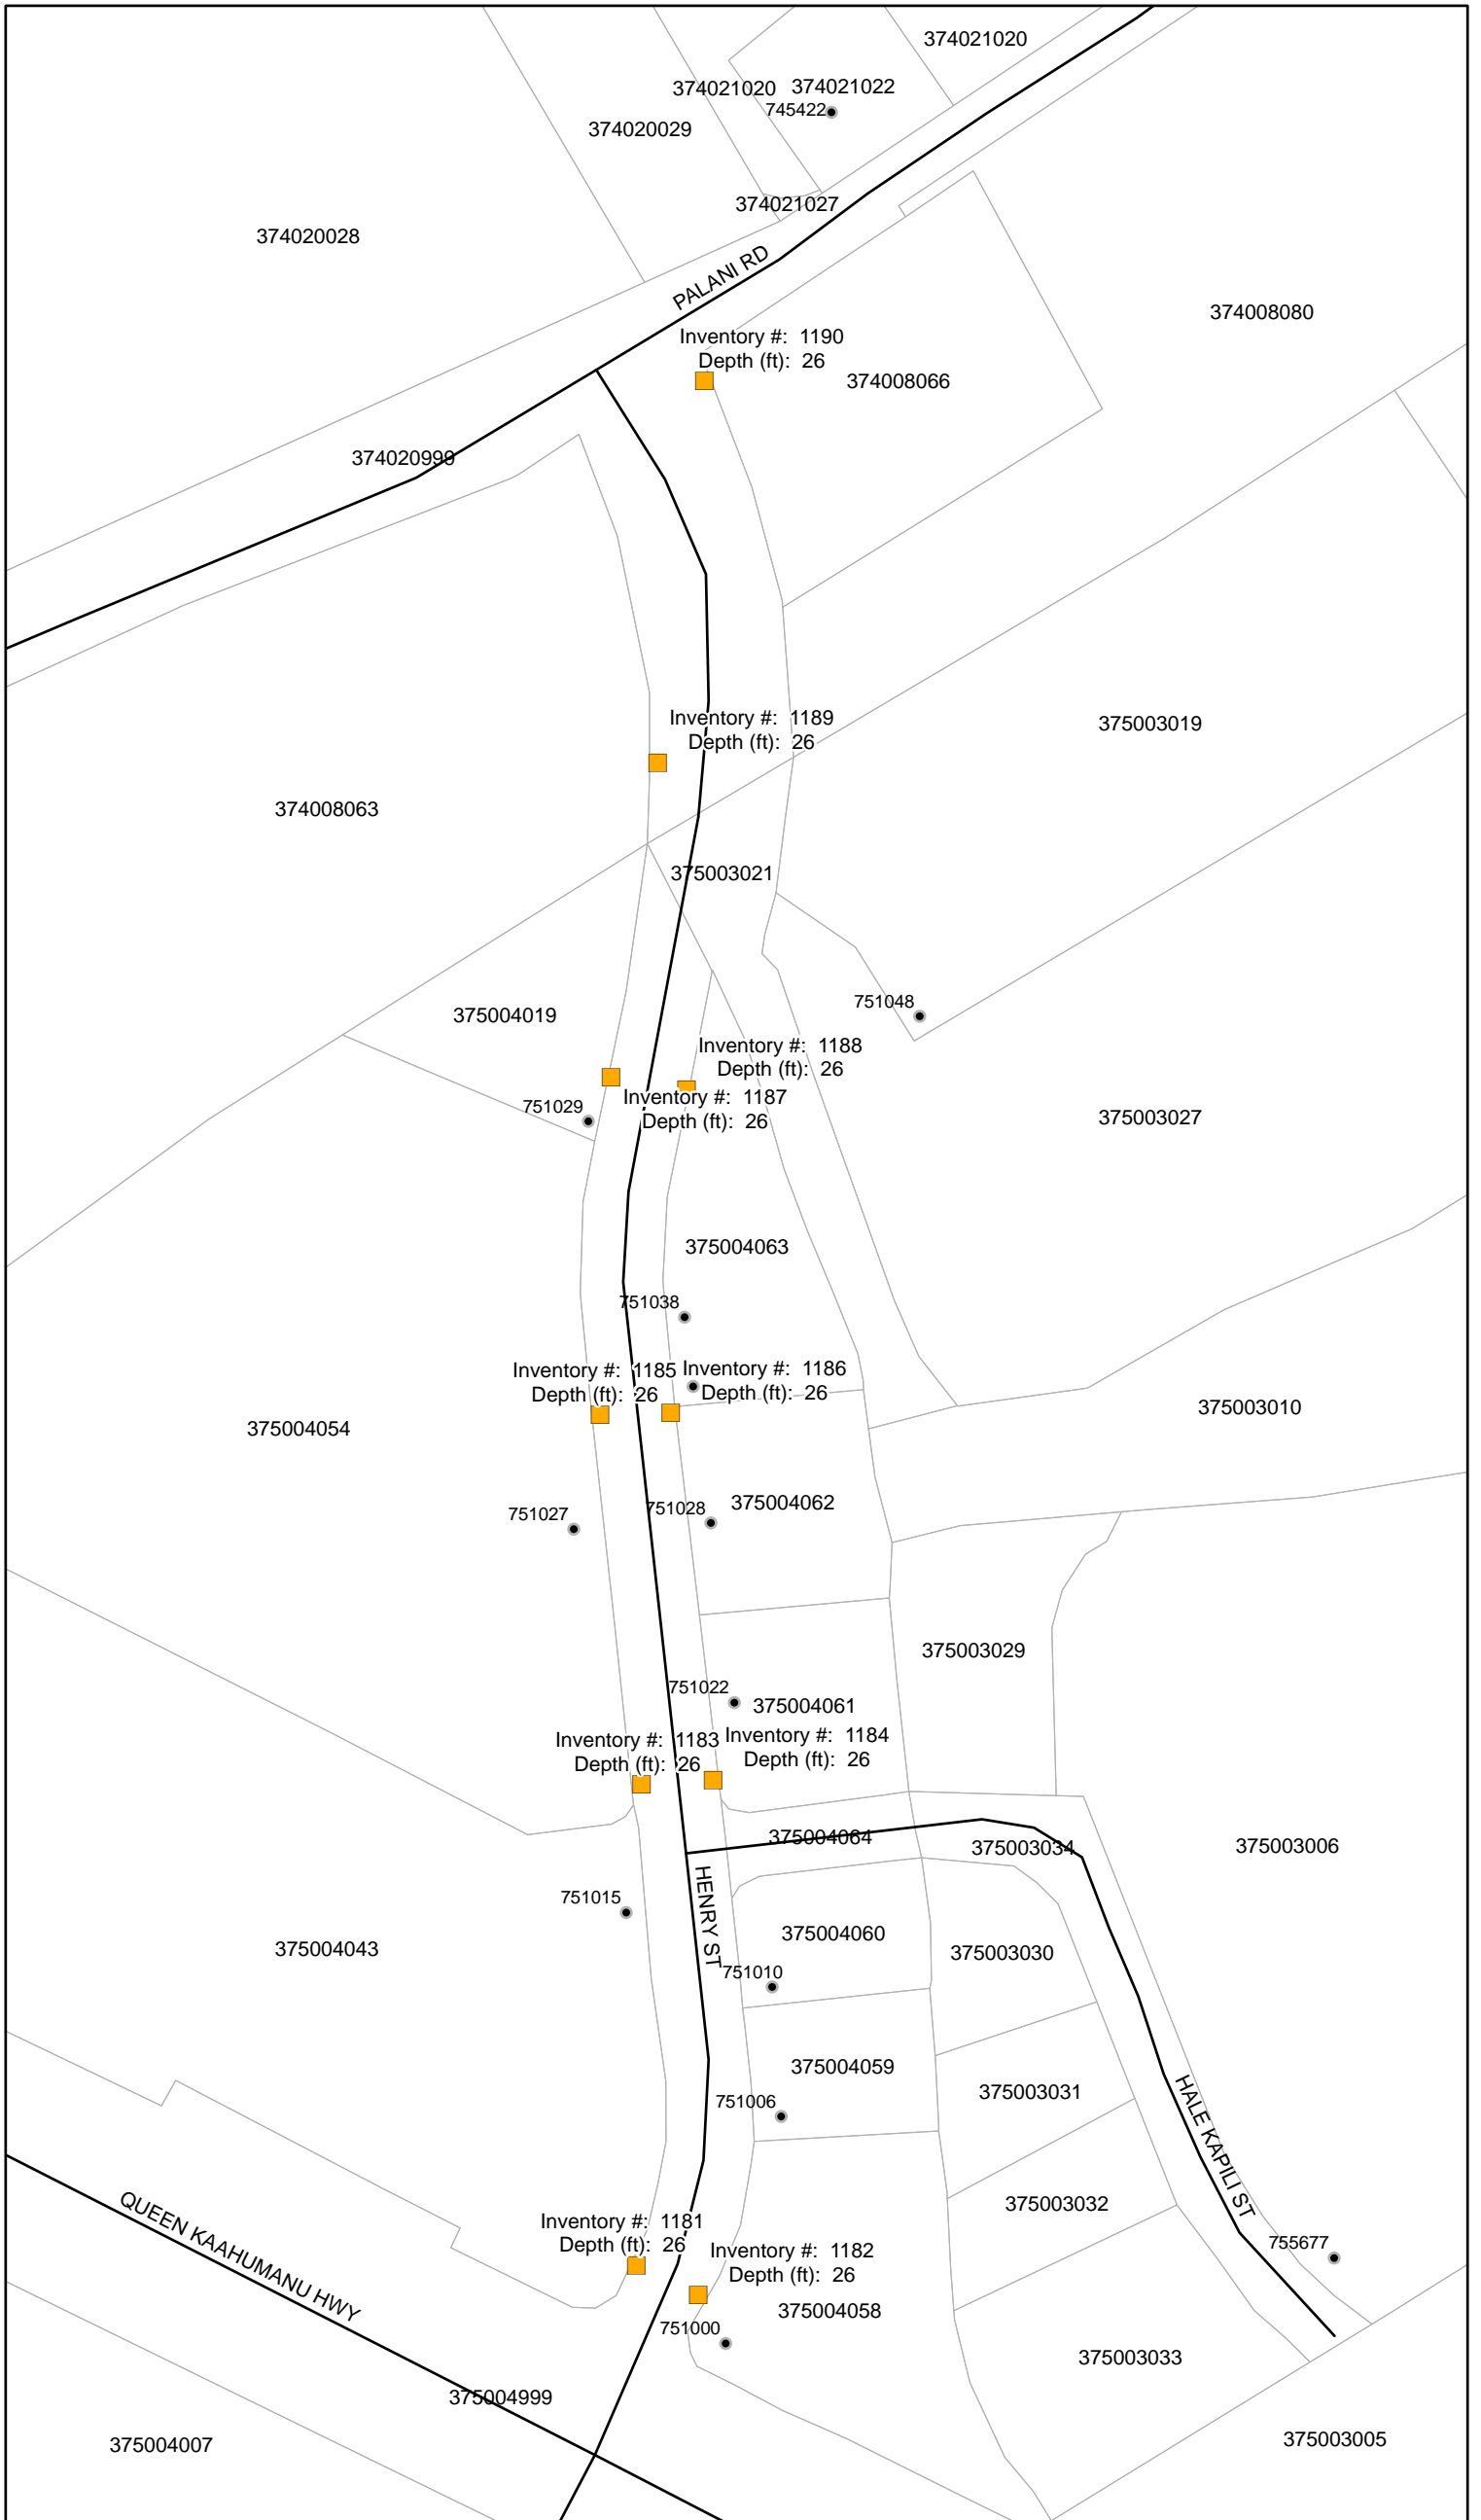 374021020
374021020
374021022
745422
374020029
374021027
374020028
PALANI RD
374008080
Inventory #: 1190
Depth (ft): 26
374008066
374020999
Inventory #: 1189
Depth (ft): 26
375003019
374008063
375003021
751048
375004019
Inventory #: 1188
Depth (ft): 26
Inventory #: 1187
Depth (ft): 26
751029
375003027
375004063
751038
Inventory #: 1185
Depth (ft): 26
Inventory #: 1186
Depth (ft): 26
375003010
375004054
751027
751028
375004062
375003029
751022
375004061
Inventory #: 1183
Depth (ft): 26
Inventory #: 1184
Depth (ft): 26
375004064
375003034
375003006
HENRY ST
751015
375004043
375004060
375003030
751010
375004059
375003031
751006
HALE KAPILI ST
375003032
QUEEN KAAHUMANU HWY
Inventory #: 1181
Depth (ft): 26
Inventory #: 1182
Depth (ft): 26
755677
375004058
751000
375003033
375004999
375004007
375003005